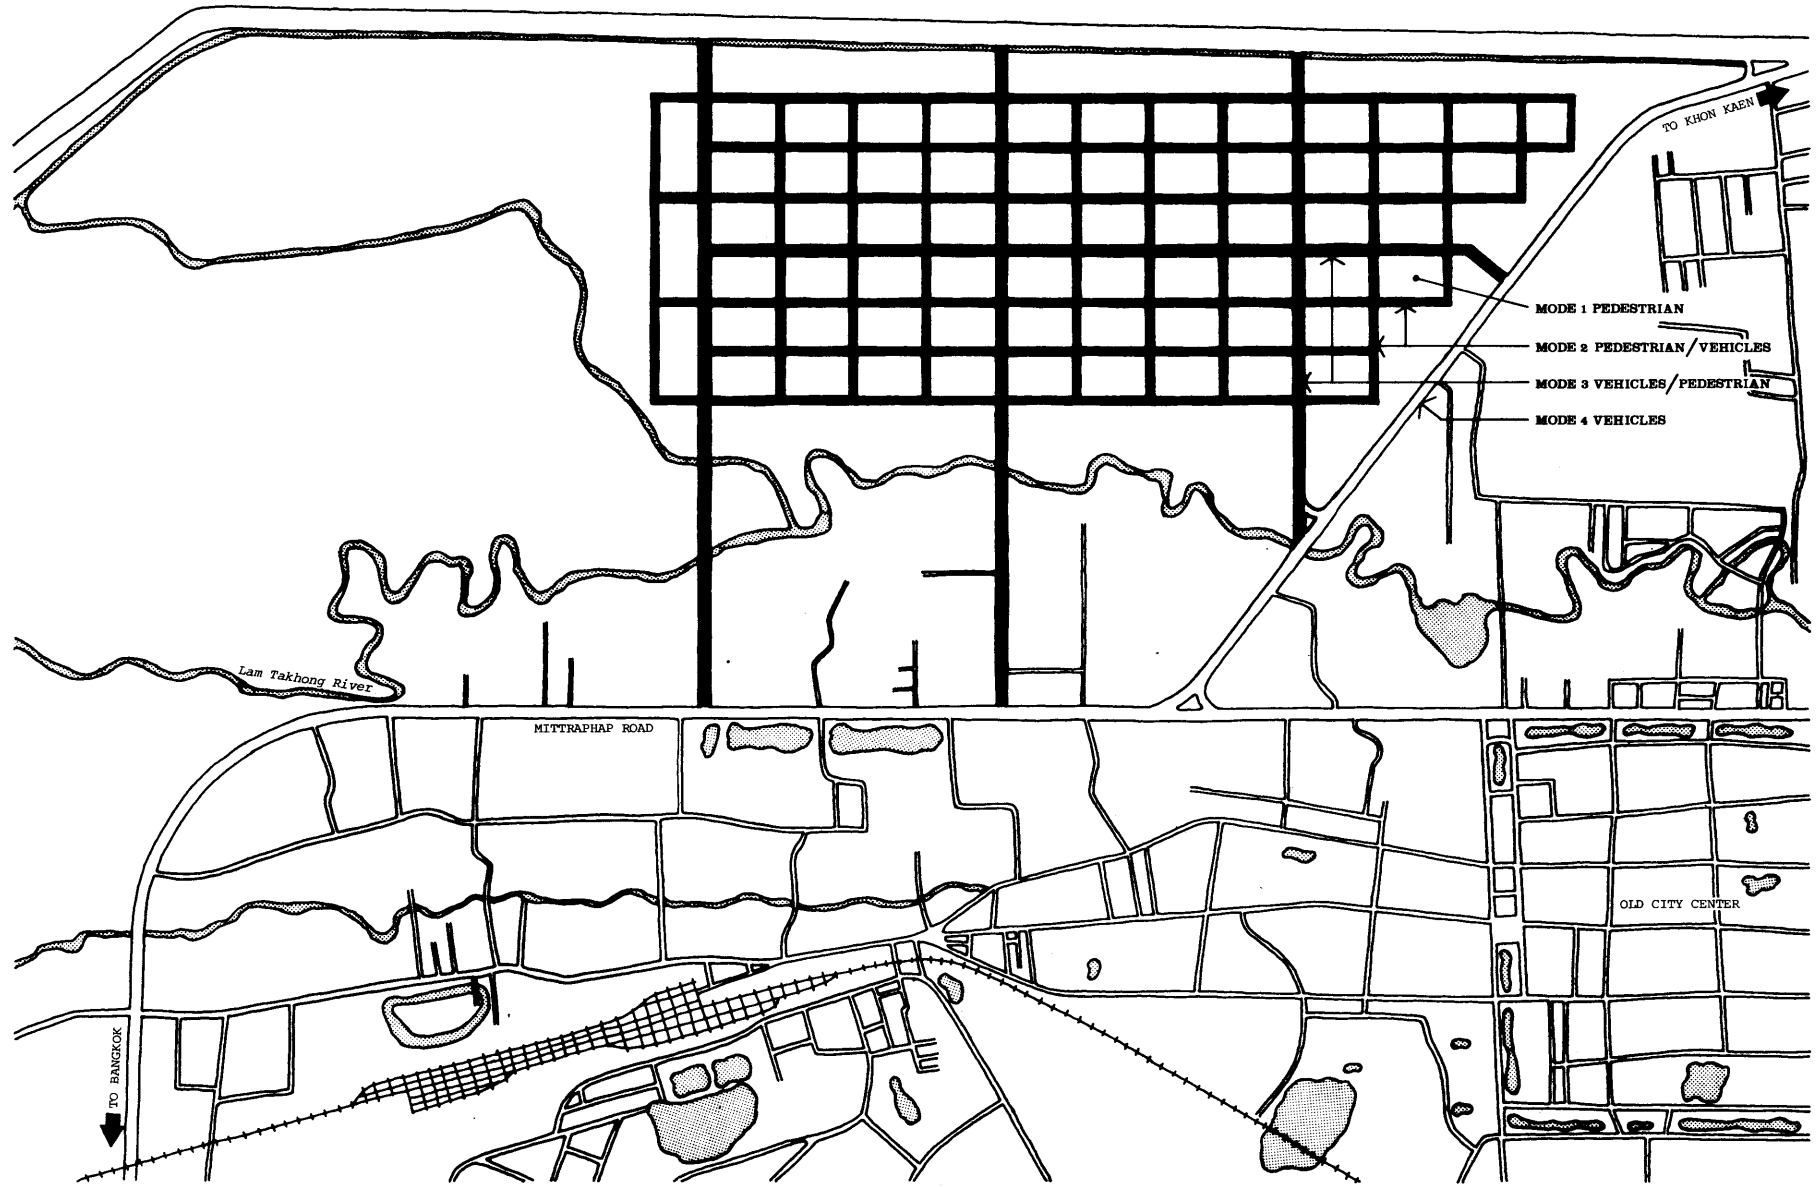 TO KHON KAEN
MODE 1 PEDESTRIAN
MODE 2 PEDESTRIAN/VEHICLES
MODE 3 VEHICLES/PEDESTRIAN
MODE 4 VEHICLES
Lam Takhong River
MITTRAPHAP ROAD
OLD CITY CENTER
TO BANGKOK